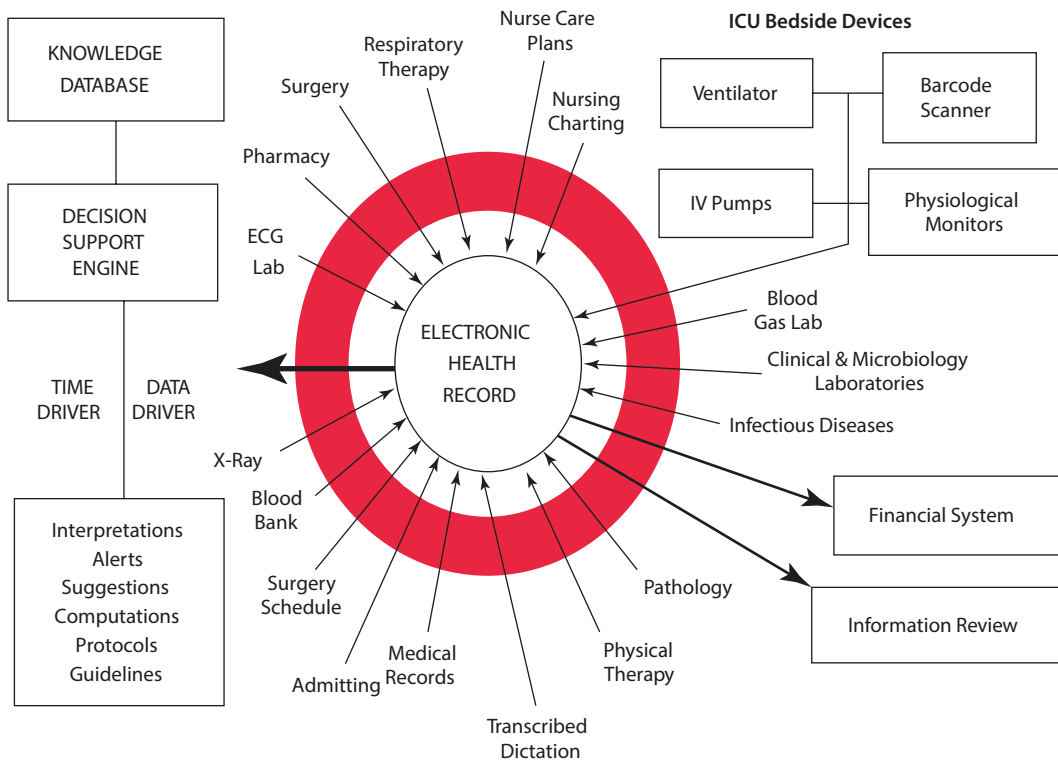 KNOWLEDGE
DATABASE
DECISION
SUPPORT
ENGINE
TIME
DRIVER
DATA
DRIVER
Interpretations
Alerts
Suggestions
Computations
Protocols
Guidelines
Nurse Care
Plans
Respiratory
Therapy
Surgery
Nursing
Charting
Pharmacy
ECG
Lab
ELECTRONIC
HEALTH
RECORD
X-Ray
Blood
Bank
Surgery
Schedule
Admitting
Medical
Records
Transcribed
Dictation
Physical
Therapy
Pathology
ICU Bedside Devices
Ventilator
Barcode
Scanner
IV Pumps
Physiological
Monitors
Blood
Gas Lab
Clinical & Microbiology
Laboratories
Infectious Diseases
Financial System
Information Review